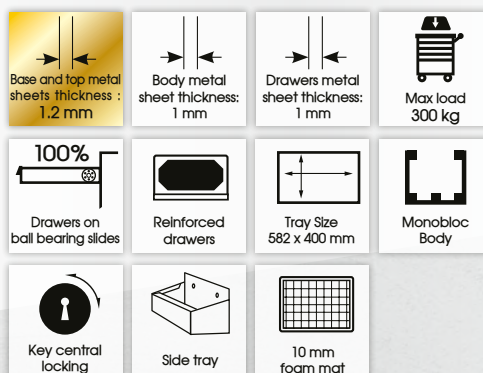 Base and top metal
sheets thickness :
1.2 mm
Body metal
sheet thickness:
1 mm
Drawers metal
sheet thickness:
1 mm
Max load
300 kg
100%
Drawers on
ball bearing slides
Reinforced
drawers
Tray Size
582 x 400 mm
Monobloc
Body
Key central
locking
Side tray
10 mm
foam mat